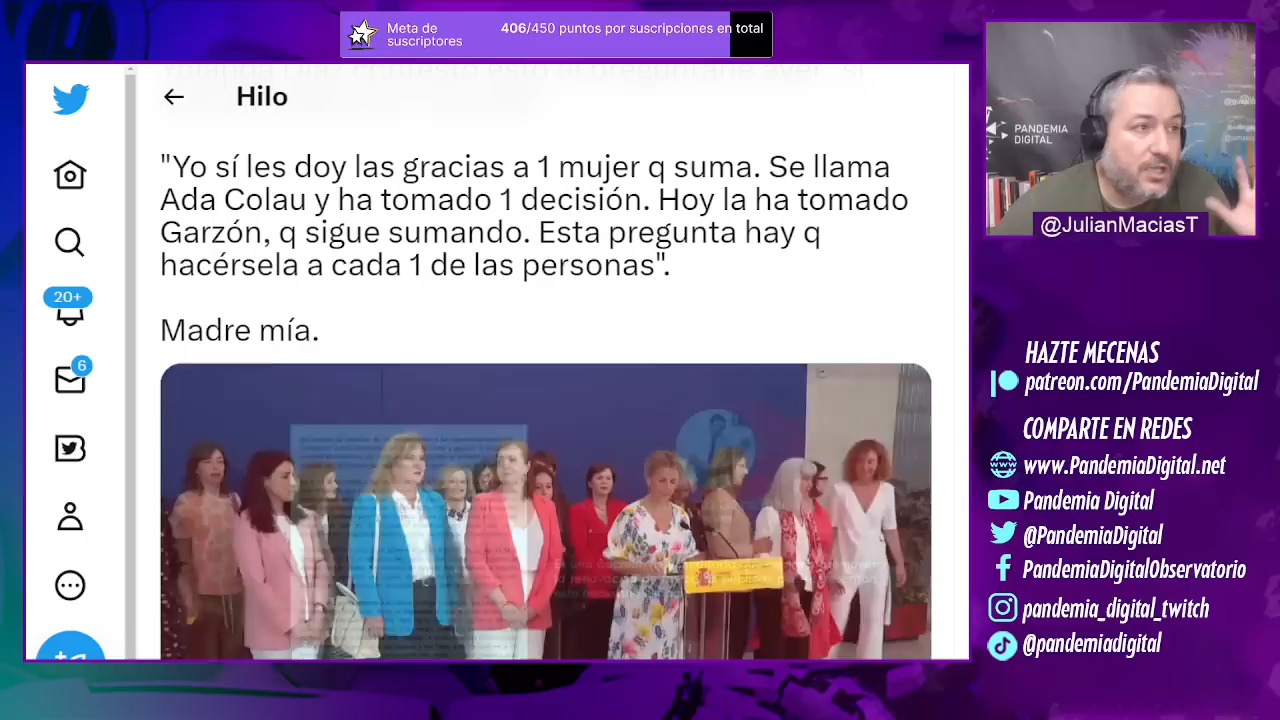 Meta de
suscriptores
406/450 puntos por suscripciones en total
Hilo
"Yo sí les doy las gracias a 1 mujer q suma. Se llama
Ada Colau y ha tomado 1 decisión. Hoy la ha tomado
Garzón, q sigue sumando. Esta pregunta hay q
hacérsela a cada 1 de las personas".
Madre mía.
20+
6
PANDEMIA
DIGITAL
@JulianMaciasT
HAZTE MECENAS
patreon.com/PandemiaDigital
COMPARTE EN REDES
www.PandemiaDigital.net
Pandemia Digital
@PandemiaDigital
PandemiaDigitalObservatorio
pandemia_digital_twitch
@pandemiadigital